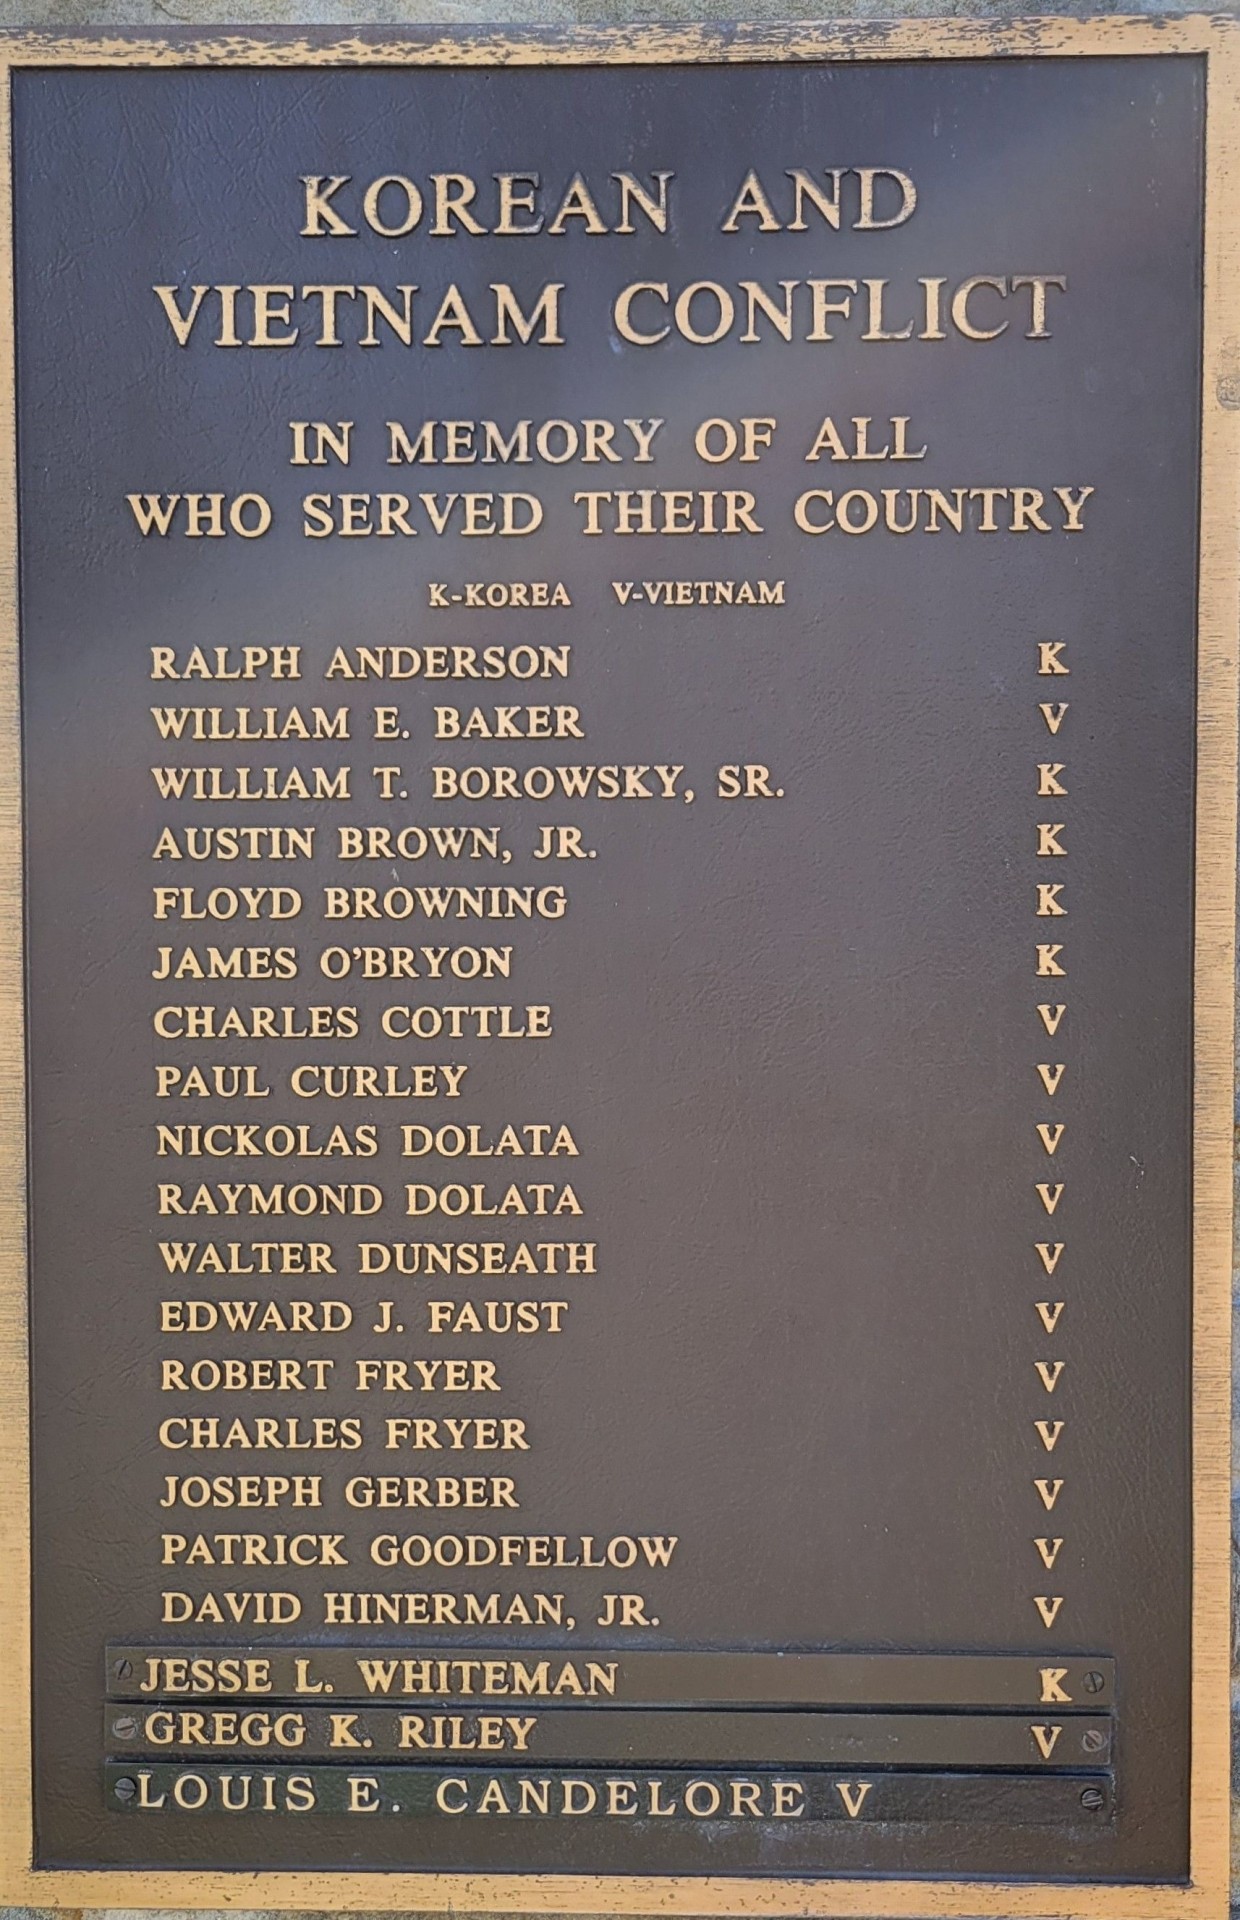 KOREAN AND
VIETNAM CONFLICT
IN MEMORY OF ALL
WHO SERVED THEIR COUNTRY
K-KOREA V-VIETNAM
RALPH ANDERSON K
WILLIAM E. BAKER V
WILLIAM T. BOROWSKY, SR. K
AUSTIN BROWN, JR. K
FLOYD BROWNING K
JAMES O'BRYON K
CHARLES COTTLE V
PAUL CURLEY V
NICKOLAS DOLATA V
RAYMOND DOLATA V
WALTER DUNSEATH V
EDWARD J. FAUST V
ROBERT FRYER V
CHARLES FRYER V
JOSEPH GERBER V
PATRICK GOODFELLOW V
DAVID HINERMAN, JR. V
JESSE L. WHITEMAN K
GREGG K. RILEY V
LOUIS E. CANDELORE V